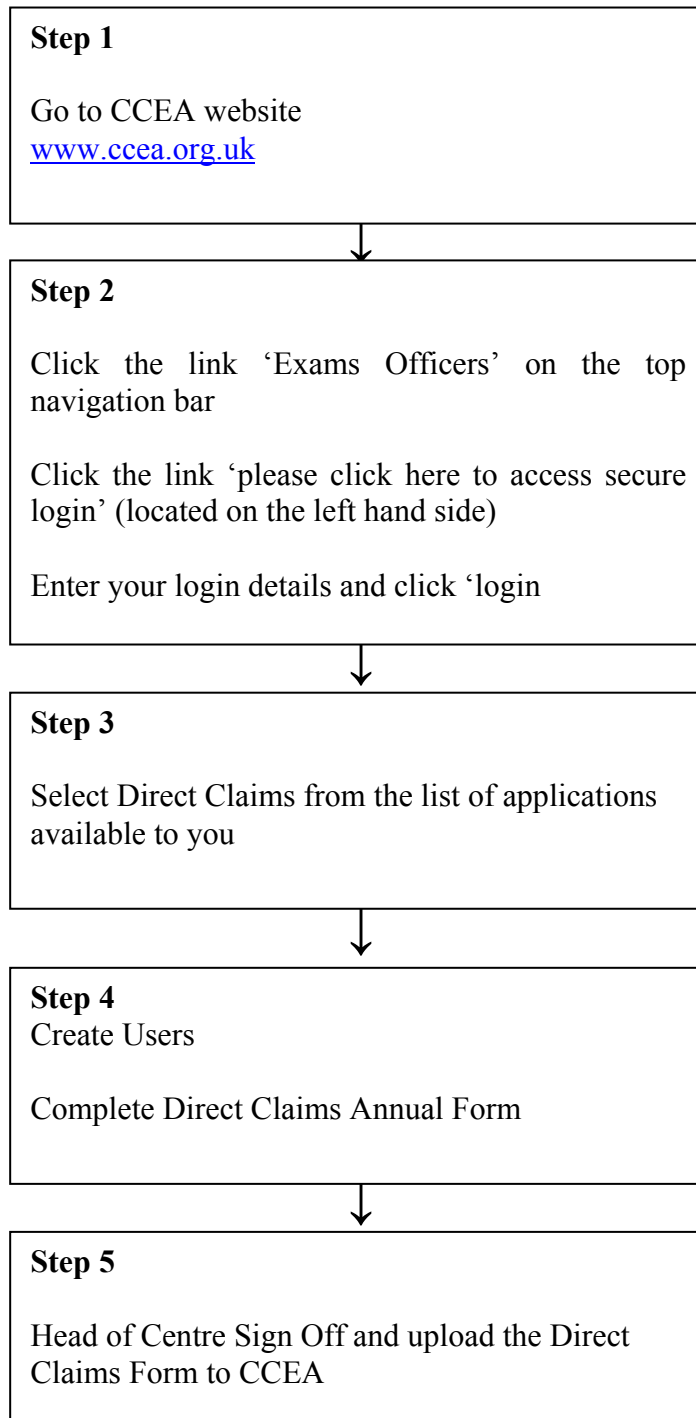 Step 1
Go to CCEA website
www.ccea.org.uk
Step 2
Click the link ‘Exams Officers’ on the top
navigation bar
Click the link ‘please click here to access secure
login’ (located on the left hand side)
Enter your login details and click ‘login
Step 3
Select Direct Claims from the list of applications
available to you
Step 4
Create Users
Complete Direct Claims Annual Form
Step 5
Head of Centre Sign Off and upload the Direct
Claims Form to CCEA